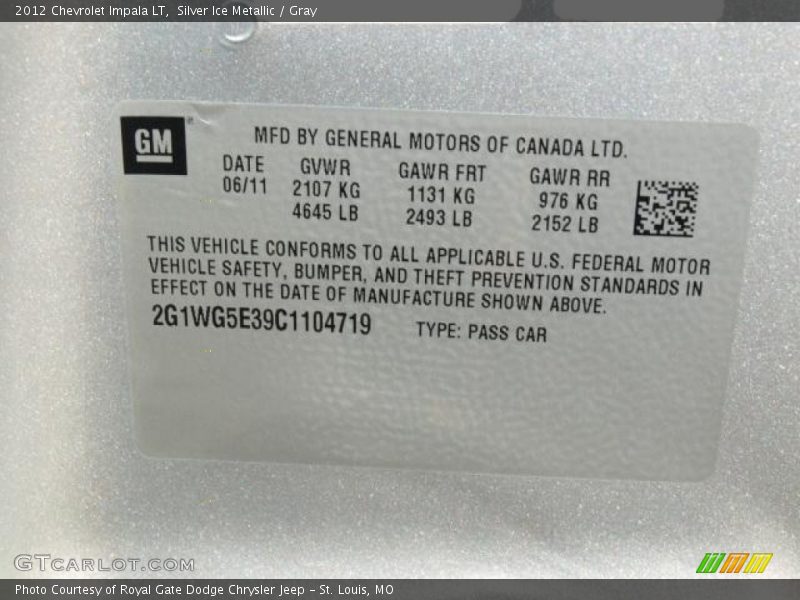 2012 Chevrolet Impala LT, Silver Ice Metallic / Gray
GM
MFD BY GENERAL MOTORS OF CANADA LTD.
DATE GVWR GAWR FRT GAWR RR
06/11 2107 KG 1131 KG 976 KG
4645 LB 2493 LB 2152 LB
THIS VEHICLE CONFORMS TO ALL APPLICABLE U.S. FEDERAL MOTOR
VEHICLE SAFETY, BUMPER, AND THEFT PREVENTION STANDARDS IN
EFFECT ON THE DATE OF MANUFACTURE SHOWN ABOVE.
2G1WG5E39C1104719 TYPE: PASS CAR
GTCARLOT.COM
Photo Courtesy of Royal Gate Dodge Chrysler Jeep - St. Louis, MO